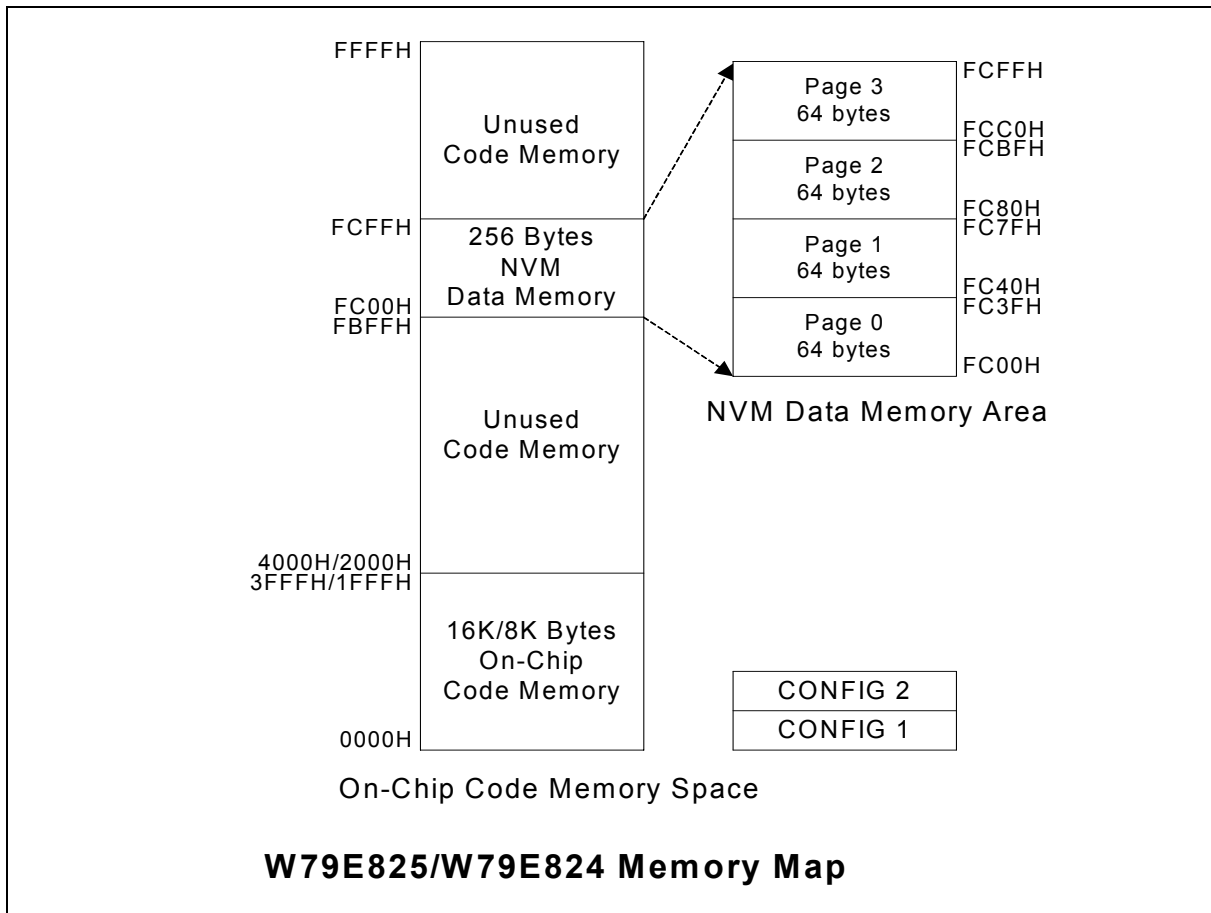 FFFFH
Unused
Code Memory
FCFFH
256 Bytes
NVM
Data Memory
FC00H
FBFFH
Unused
Code Memory
4000H/2000H
3FFFH/1FFFH
16K/8K Bytes
On-Chip
Code Memory
0000H
On-Chip Code Memory Space
FCFFH
Page 3
64 bytes
FCC0H
FCBFH
Page 2
64 bytes
FC80H
FC7FH
Page 1
64 bytes
FC40H
FC3FH
Page 0
64 bytes
FC00H
NVM Data Memory Area
CONFIG 2
CONFIG 1
W79E825/W79E824 Memory Map